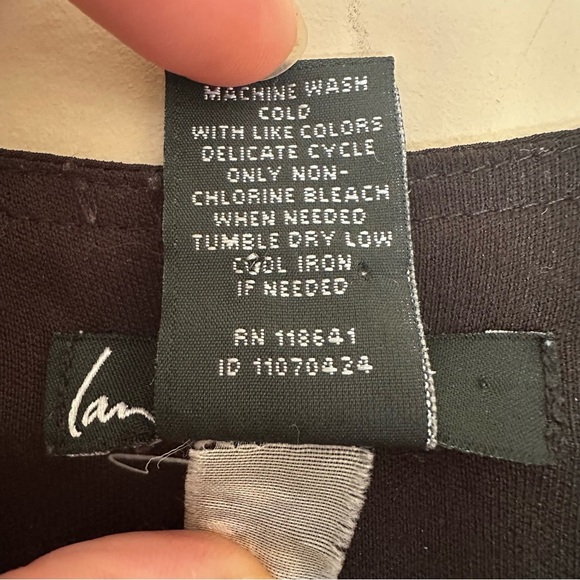 MACHINE WASH
COLD
WITH LIKE COLORS
DELICATE CYCLE
ONLY NON-
CHLORINE BLEACH
WHEN NEEDED
TUMBLE DRY LOW
COOL IRON
IF NEEDED
RN 118641
ID 11070424